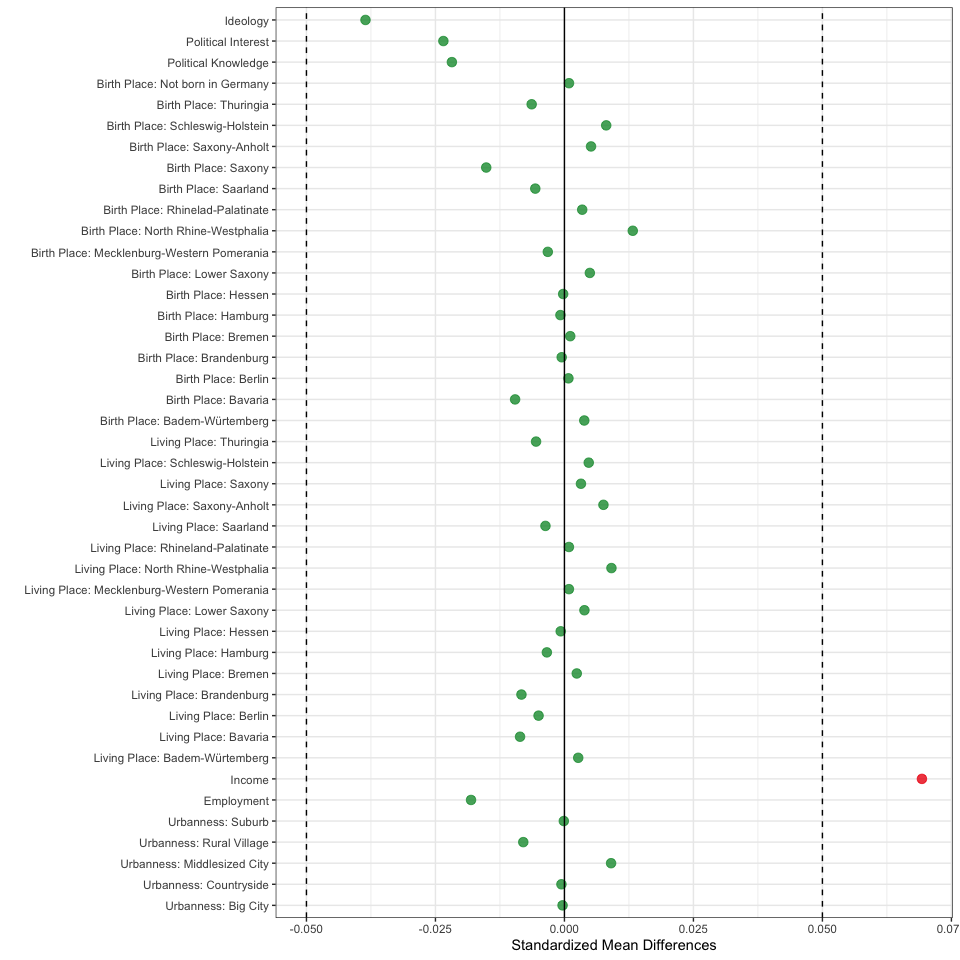 Ideology
Political Interest
Political Knowledge
Birth Place: Not born in Germany
Birth Place: Thuringia
Birth Place: Schleswig-Holstein
Birth Place: Saxony-Anholt
Birth Place: Saxony
Birth Place: Saarland
Birth Place: Rhinelad-Palatinate
Birth Place: North Rhine-Westphalia
Birth Place: Mecklenburg-Western Pomerania
Birth Place: Lower Saxony
Birth Place: Hessen
Birth Place: Hamburg
Birth Place: Bremen
Birth Place: Brandenburg
Birth Place: Berlin
Birth Place: Bavaria
Birth Place: Badem-Würtemberg
Living Place: Thuringia
Living Place: Schleswig-Holstein
Living Place: Saxony
Living Place: Saxony-Anholt
Living Place: Saarland
Living Place: Rhineland-Palatinate
Living Place: North Rhine-Westphalia
Living Place: Mecklenburg-Western Pomerania
Living Place: Lower Saxony
Living Place: Hessen
Living Place: Hamburg
Living Place: Bremen
Living Place: Brandenburg
Living Place: Berlin
Living Place: Bavaria
Living Place: Badem-Würtemberg
Income
Employment
Urbanness: Suburb
Urbanness: Rural Village
Urbanness: Middlesized City
Urbanness: Countryside
Urbanness: Big City
-0.050 -0.025 0.000 0.025 0.050 0.07
Standardized Mean Differences